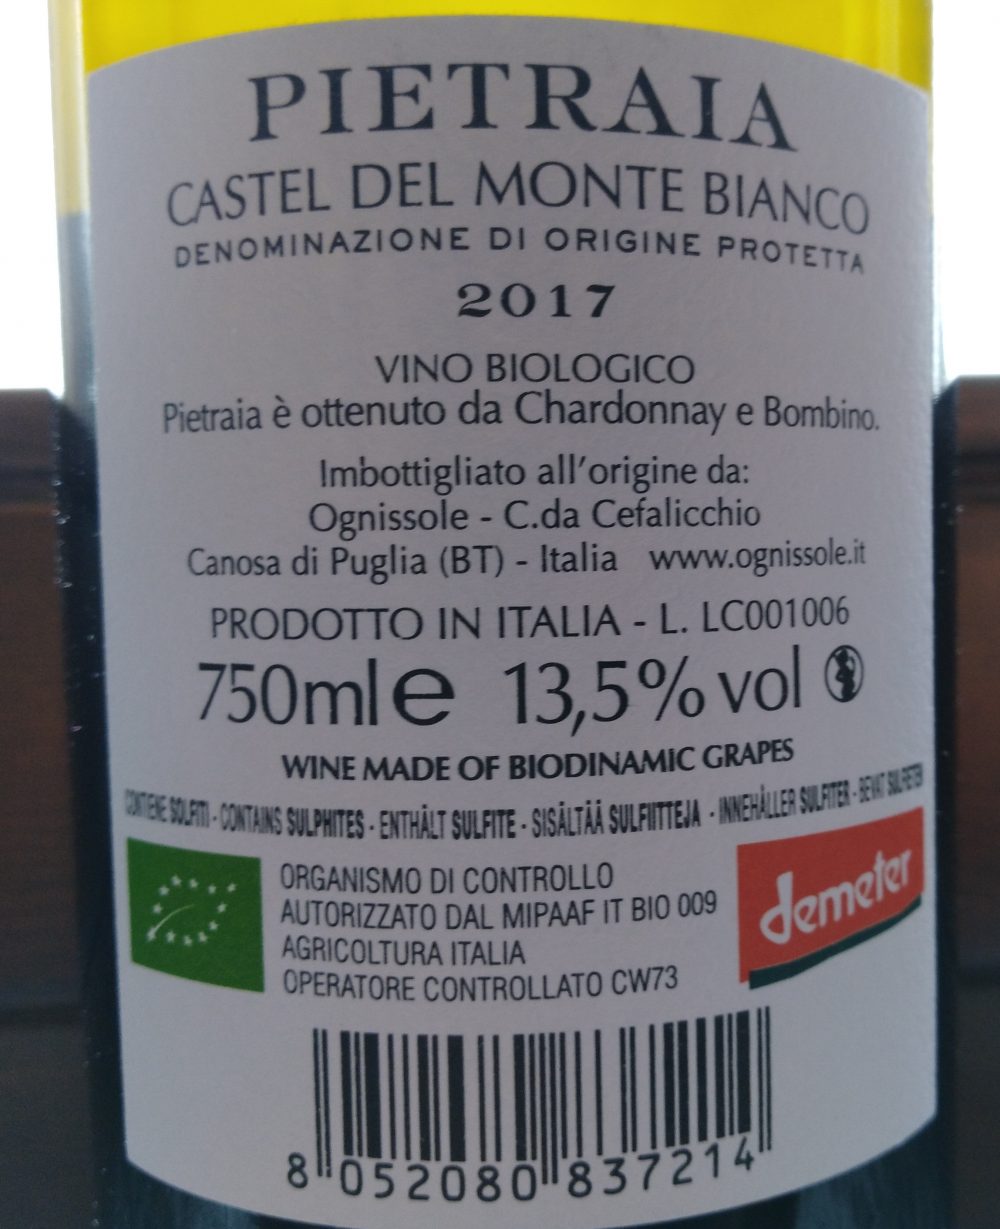 PIETRAIA
CASTEL DEL MONTE BIANCO
DENOMINAZIONE DI ORIGINE PROTETTA
2017
VINO BIOLOGICO
Pietraia è ottenuto da Chardonnay e Bombino.
Imbottigliato all'origine da:
Ognissole - C.da Cefalicchio
Canosa di Puglia (BT) - Italia www.ognissole.it
PRODOTTO IN ITALIA - L. LC001006
750ml e 13,5% vol
WINE MADE OF BIODINAMIC GRAPES
CONTIENE SOLFITI - CONTAINS SULPHITES - ENTHÄLT SULFITE - SISÄLTÄÄ SULFIITTEJA - INNEHÅLLER SULFITER - BEVAT SULFIETEN
ORGANISMO DI CONTROLLO
AUTORIZZATO DAL MIPAAF IT BIO 009
AGRICOLTURA ITALIA
OPERATORE CONTROLLATO CW73
demeter
8 052080 837214